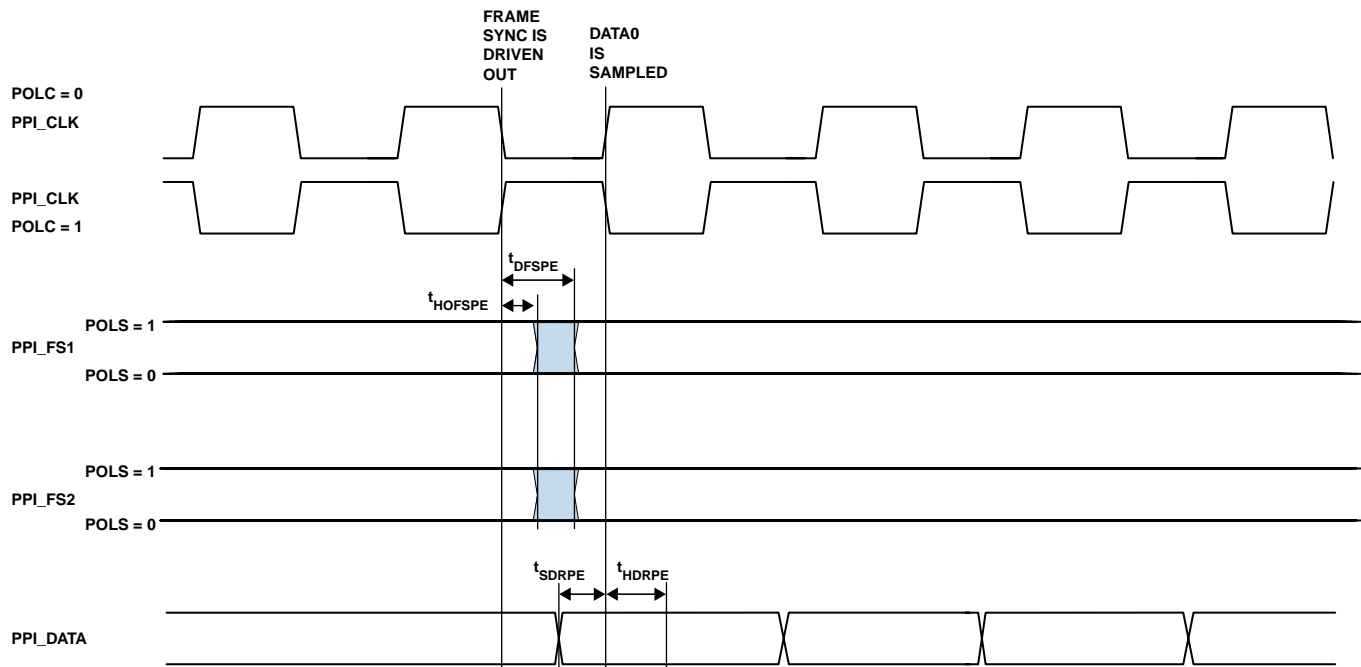 FRAME
SYNC IS
DRIVEN
OUT
DATA0
IS
SAMPLED
POLC = 0
PPI_CLK
PPI_CLK
POLC = 1
tDFSPE
tHOFSPE
POLS = 1
PPI_FS1
POLS = 0
POLS = 1
PPI_FS2
POLS = 0
tSDRPE
tHDRPE
PPI_DATA